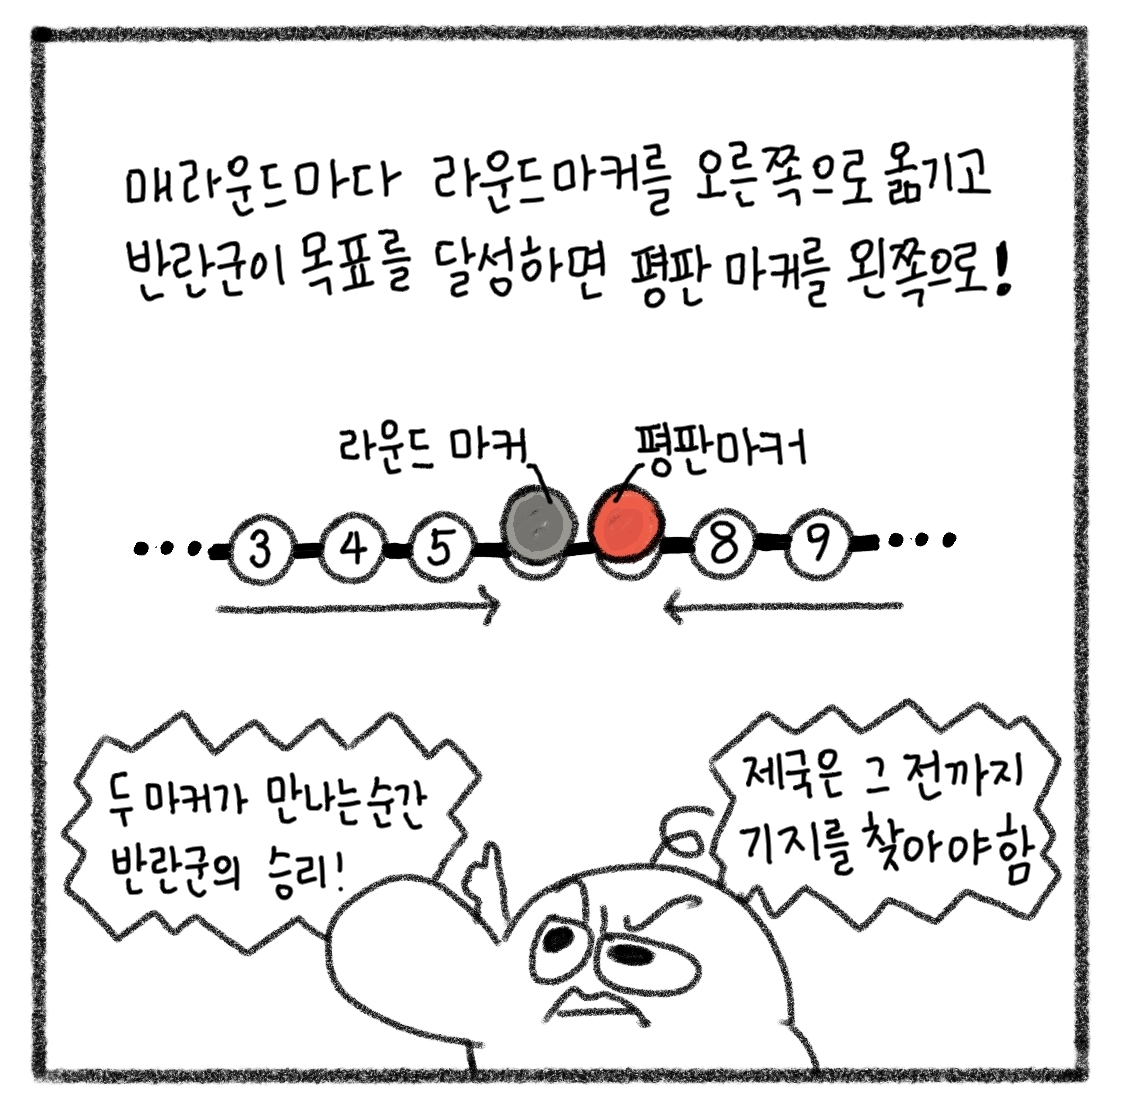 매라운드마다 라운드마커를 오른쪽으로 옮기고
반란군이 목표를 달성하면 평판 마커를 왼쪽으로!
라운드 마커
평판마커
3 4 5 8 9
두 마커가 만나는순간
반란군의 승리!
제국은 그 전까지
기지를 찾아야함